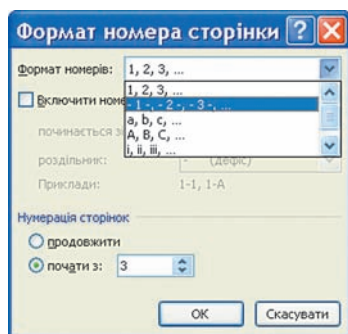 Формат номера сторінки
Формат номерів: 1, 2, 3, ...
1, 2, 3, ...
- 1 -, - 2 -, - 3 -, ...
a, b, c, ...
A, B, C, ...
i, ii, iii, ...
Включити номе
починається з
роздільник: - (дефіс)
Приклади: 1-1, 1-A
Нумерація сторінок
продовжити
почати з: 3
ОК Скасувати